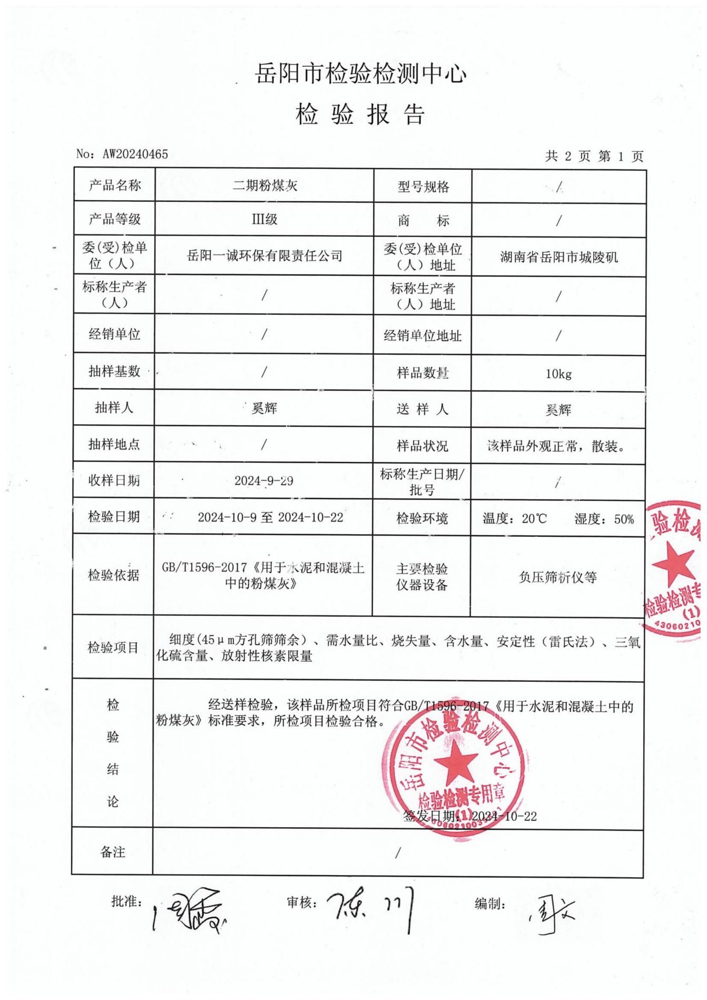 岳阳市检验检测中心
检 验 报 告
No: AW20240465
共 2 页 第 1 页
产品名称 二期粉煤灰 型号规格 /
产品等级 III级 商 标 /
委(受)检单
位（人）
岳阳一诚环保有限责任公司
委(受)检单位
（人）地址
湖南省岳阳市城陵矶
标称生产者
（人）
/
标称生产者
（人）地址
/
经销单位 / 经销单位地址 /
抽样基数 / 样品数量 10kg
抽样人 奚辉 送 样 人 奚辉
抽样地点 / 样品状况 该样品外观正常，散装。
收样日期 2024-9-29
标称生产日期/
批号
/
检验日期 2024-10-9 至 2024-10-22 检验环境 温度：20℃ 湿度：50%
检验依据
GB/T1596-2017《用于水泥和混凝土
中的粉煤灰》
主要检验
仪器设备
负压筛析仪等
检验项目
细度(45μm方孔筛筛余）、需水量比、烧失量、含水量、安定性（雷氏法）、三氧
化硫含量、放射性核素限量
检
验
结
论
经送样检验，该样品所检项目符合GB/T1596-2017《用于水泥和混凝土中的
粉煤灰》标准要求，所检项目检验合格。
岳阳市检验检测中心
检验检测专用章
(1)
签发日期： 2024-10-22
备注 /
批准： 审核：陈川 编制：周文
验检
检验检测专
(1)
43060210